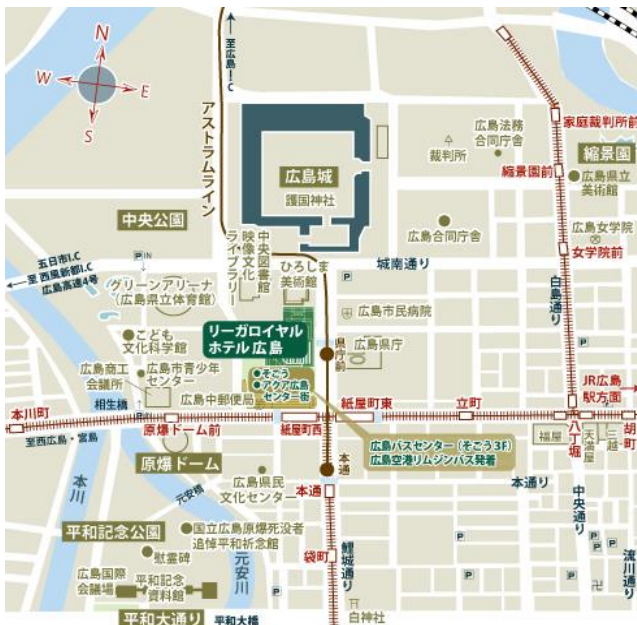 N
W
E
S
至広島I.C
アストラムライン
広島城
護国神社
中央公園
五日市I.C
至 西風新都I.C
広島高速4号
P IN
グリーンアリーナ
(広島県立体育館)
中央図書館
映像文化
ライブラリー
ひろしま
美術館
城南通り
裁判所
広島法務
合同庁舎
広島合同庁舎
家庭裁判所前
縮景園
縮景園前
広島県立
美術館
広島女学院
女学院前
白島通り
P
P
P
リーガロイヤル
ホテル広島
広島市民病院
県庁前
広島県庁
こども
文化科学館
広島商工
会議所
広島市青少年
センター
そごう
アクア広島
センター街
広島中郵便局
相生橋
本川町
至西広島・宮島
P IN
原爆ドーム前
紙屋町西
紙屋町東
立町
八丁堀
JR広島
駅方面
胡町
原爆ドーム
広島バスセンター(そごう3F)
広島空港リムジンバス発着
福屋
天満屋
三越
本川
元安橋
広島県民
文化センター
本通
本通
本通り
P
中央通り
平和記念公園
国立広島原爆死没者
追悼平和祈念館
慰霊碑
広島国際
会議場
平和記念
資料館
元安川
袋町
鯉城通り
P
P
P
P
流川通り
卍
白神社
平和大通り
平和大橋